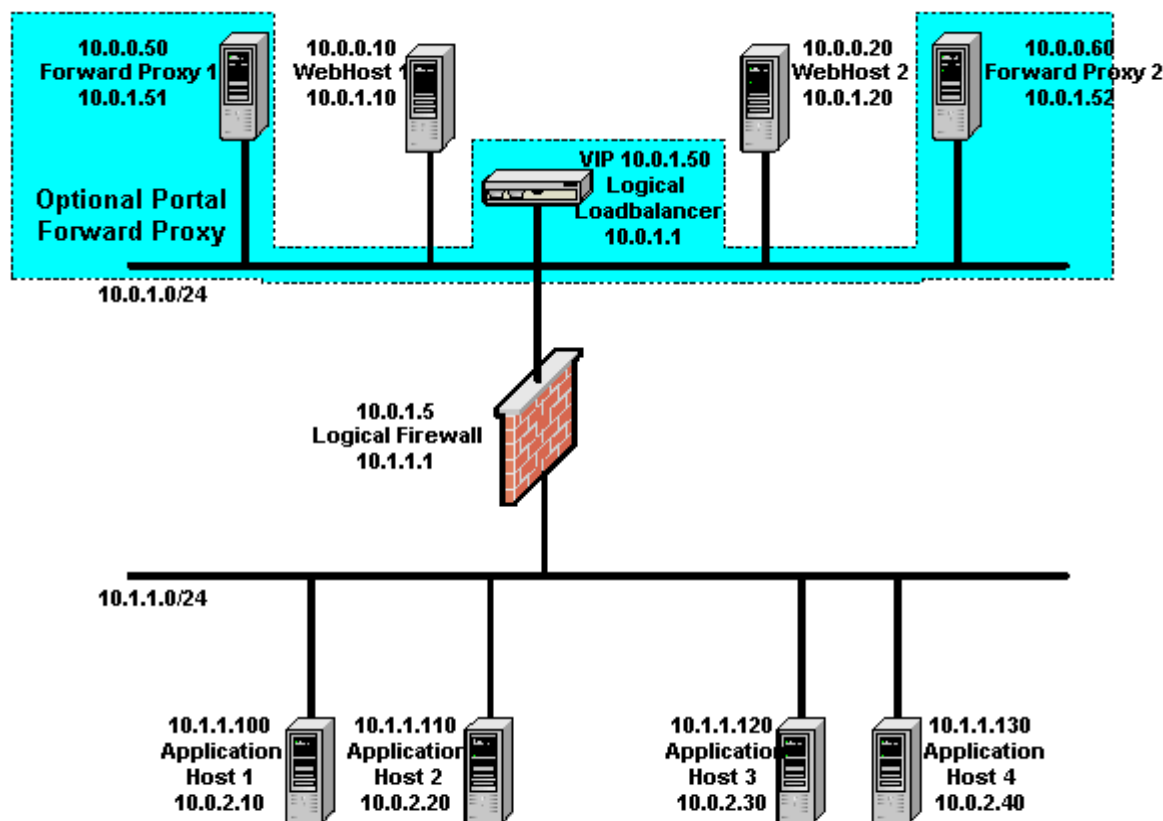 10.0.0.50
Forward Proxy 1
10.0.1.51
10.0.0.10
WebHost 1
10.0.1.10
10.0.0.20
WebHost 2
10.0.1.20
10.0.0.60
Forward Proxy 2
10.0.1.52
VIP 10.0.1.50
Logical
Loadbalancer
10.0.1.1
Optional Portal
Forward Proxy
10.0.1.0/24
10.0.1.5
Logical Firewall
10.1.1.1
10.1.1.0/24
10.1.1.100
Application
Host 1
10.0.2.10
10.1.1.110
Application
Host 2
10.0.2.20
10.1.1.120
Application
Host 3
10.0.2.30
10.1.1.130
Application
Host 4
10.0.2.40